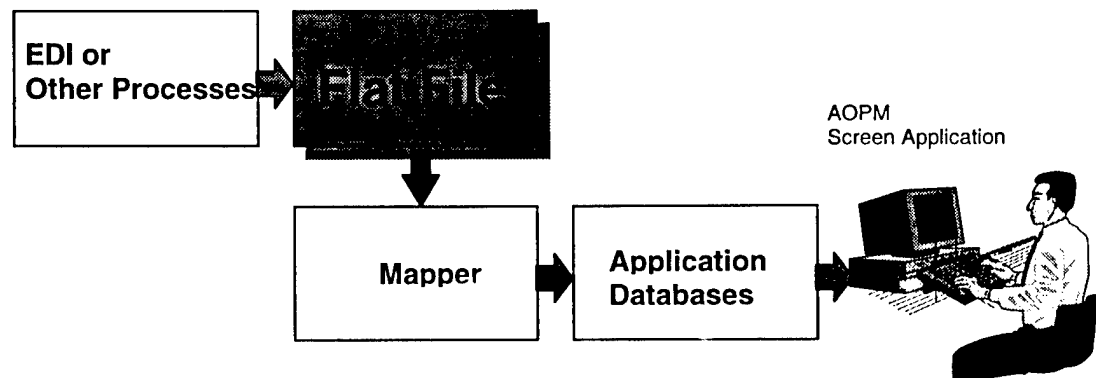 EDI or
Other Processes
Flat File
AOPM
Screen Application
Mapper
Application
Databases